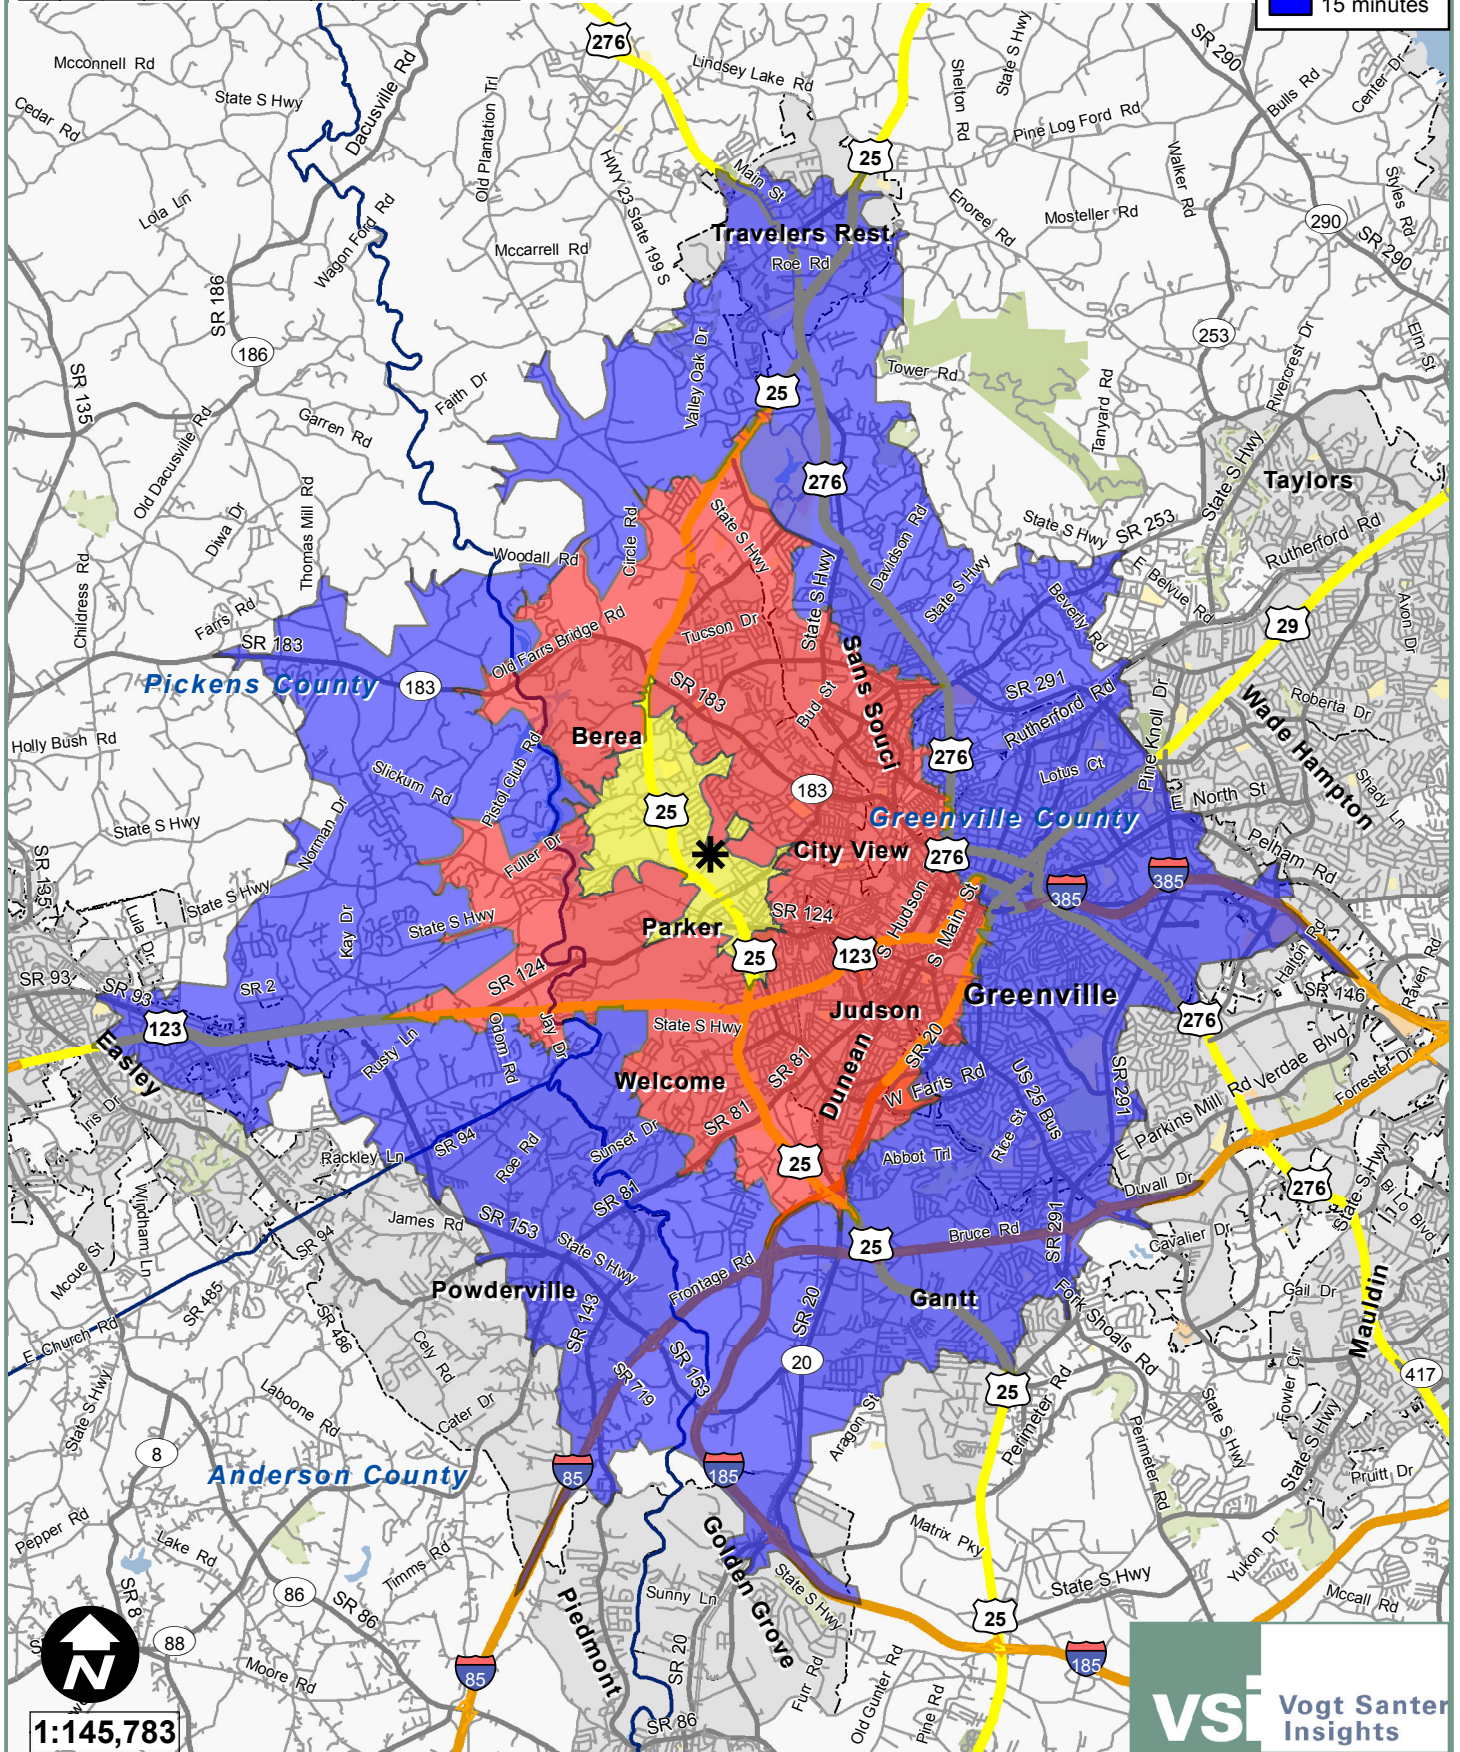 15 minutes
276
Mcconnell Rd
State S Hwy
Cedar Rd
Dacusville Rd
Old Plantation Trl
Lindsey Lake Rd
Shelton Rd
State S Hwy
SR 290
Bulls Rd
Center Dr
Pine Log Ford Rd
25
HWY 23 State 199 S
Main St
Walker Rd
Styles Rd
Lola Ln
Wagon Ford Rd
Mccarrell Rd
Enoree Rd
Mosteller Rd
290
SR 290
Travelers Rest
Roe Rd
SR 186
186
253
Rivercrest Dr
Elm St
SR 135
Valley Oak Dr
25
Tower Rd
Tanyard Rd
Faith Dr
Garren Rd
Old Dacusville Rd
276
State S Hwy
Taylors
Diwa Dr
Thomas Mill Rd
Circle Rd
State S Hwy
Davidson Rd
State S Hwy
SR 253
Rutherford Rd
Woodall Rd
E Belvue Rd
Childress Rd
Farrs Rd
State S Hwy
State S Hwy
Beverly Rd
Avon Dr
29
SR 183
Old Farrs Bridge Rd
Tucson Dr
Sans Souci
Pickens County
183
SR 183
Bud St
SR 291
Rutherford Rd
Pine Knoll Dr
Roberta Dr
Wade Hampton
Holly Bush Rd
Berea
Pistol Club Rd
276
Lotus Ct
Slickum Rd
183
North St
E
Shady Ln
State S Hwy
Norman Dr
25
Greenville County
Fuller Dr
City View
276
Pelham Rd
SR 135
State S Hwy
385
385
Lula Dr
Kay Dr
State S Hwy
Parker
SR 124
S Hudson
S Main St
Halton Rd
Raven Rd
25
123
SR 93
SR 93
SR 2
SR 124
Greenville
SR 146
123
Easley
Rusty Ln
Odom Rd
Jay Dr
State S Hwy
Judson
276
Verdae Blvd
Forrester Dr
Welcome
SR 81
Dunean
SR 20
W Faris Rd
US 25 Bus
SR 291
E Parkins Mill Rd
Iris Dr
SR 81
Rice St
Rackley Ln
SR 94
Roe Rd
Sunset Dr
25
Abbot Trl
Duvall Dr
276
State S Hwy
B Lo Blvd
Windham Ln
SR 81
James Rd
SR 153
State S Hwy
Bruce Rd
SR 291
Cavalier Dr
SR 94
25
Mccue St
SR 485
Frontage Rd
Powderville
Gantt
Gail Dr
Mauldin
E Church Rd
SR 486
SR 143
SR 20
Fork Shoals Rd
Cely Rd
SR 153
20
SR 719
25
Perimeter Rd
Fowler Cir
417
State S Hwy
Laboone Rd
Cater Dr
Aragon St
Perimeter Rd
State S Hwy
State S Hwy
8
Anderson County
85
185
Pruitt Dr
Pepper Rd
Lake Rd
Golden Grove
Matrix Pky
Yukon Dr
Timms Rd
State S Hwy
SR 8
86
SR 86
Piedmont
Sunny Ln
State S Hwy
Mccall Rd
25
88
Moore Rd
85
SR 20
Furr Rd
Old Gunter Rd
Pine Rd
185
N
1:145,783
SR 86
vsi
Vogt Santer
Insights